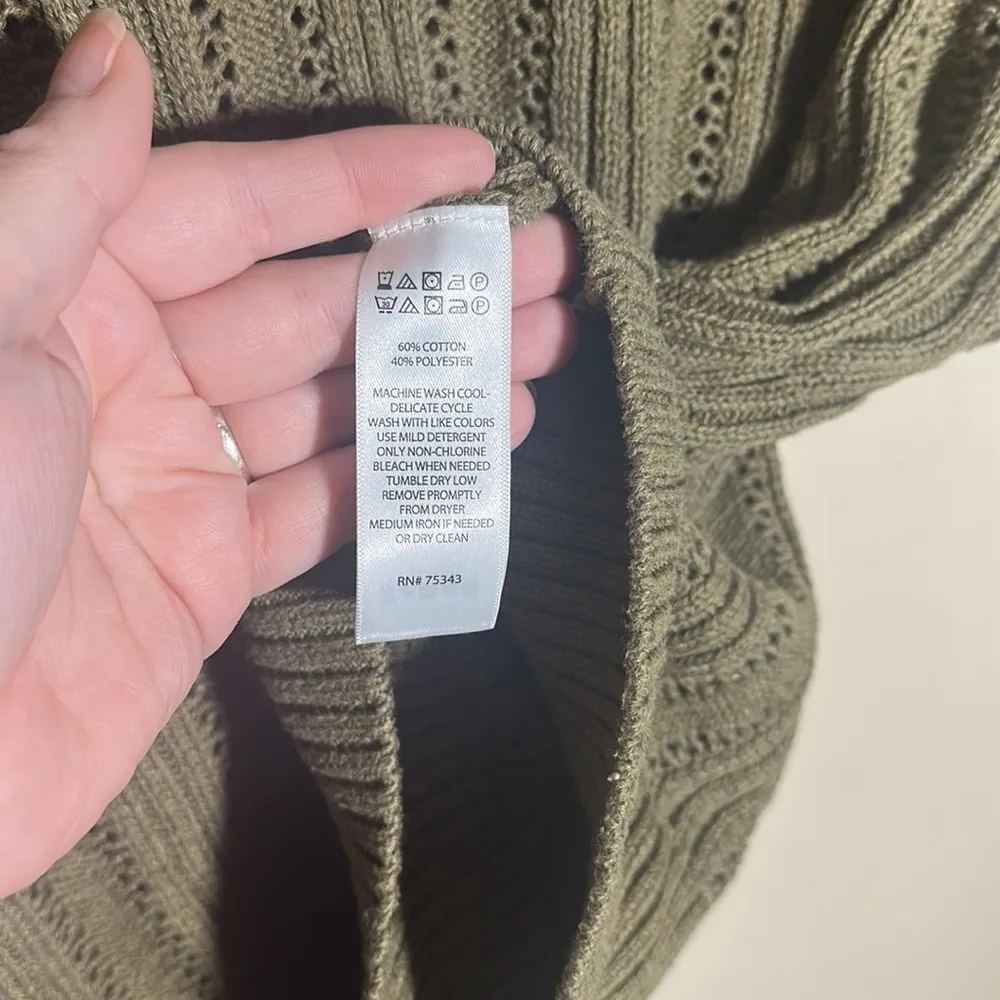 30
60% COTTON
40% POLYESTER
MACHINE WASH COOL-
DELICATE CYCLE
WASH WITH LIKE COLORS
USE MILD DETERGENT
ONLY NON-CHLORINE
BLEACH WHEN NEEDED
TUMBLE DRY LOW
REMOVE PROMPTLY
FROM DRYER
MEDIUM IRON IF NEEDED
OR DRY CLEAN
RN# 75343